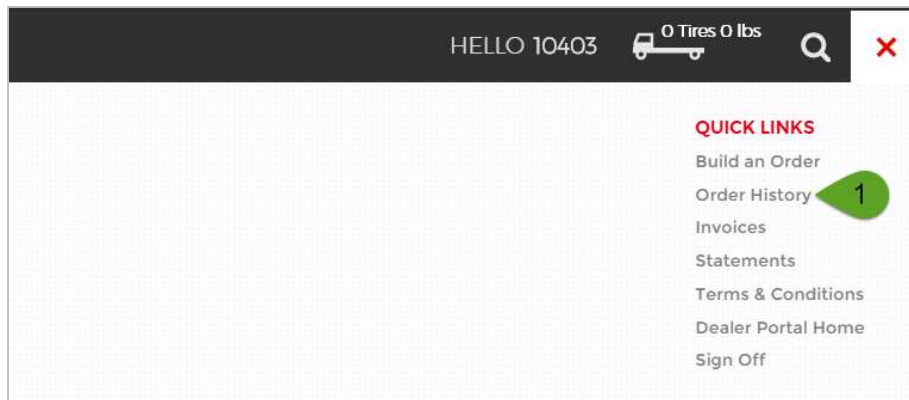 HELLO 10403
0 Tires 0 lbs
QUICK LINKS
Build an Order
Order History
1
Invoices
Statements
Terms & Conditions
Dealer Portal Home
Sign Off